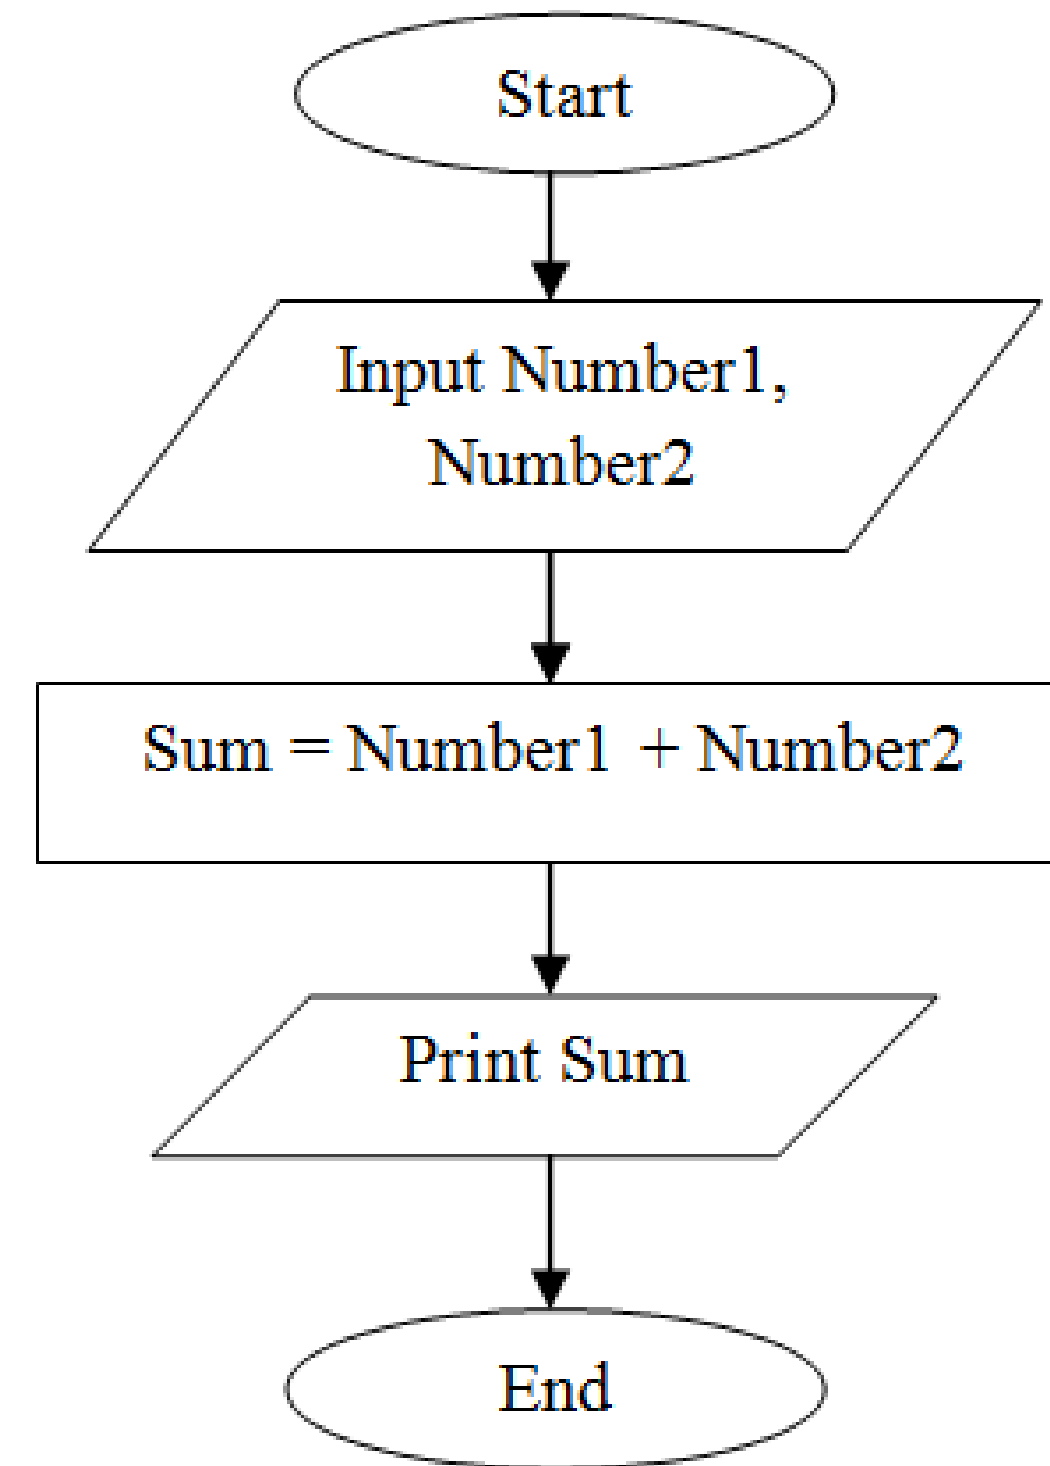 Start
Input Number1,
Number2
Sum = Number1 + Number2
Print Sum
End